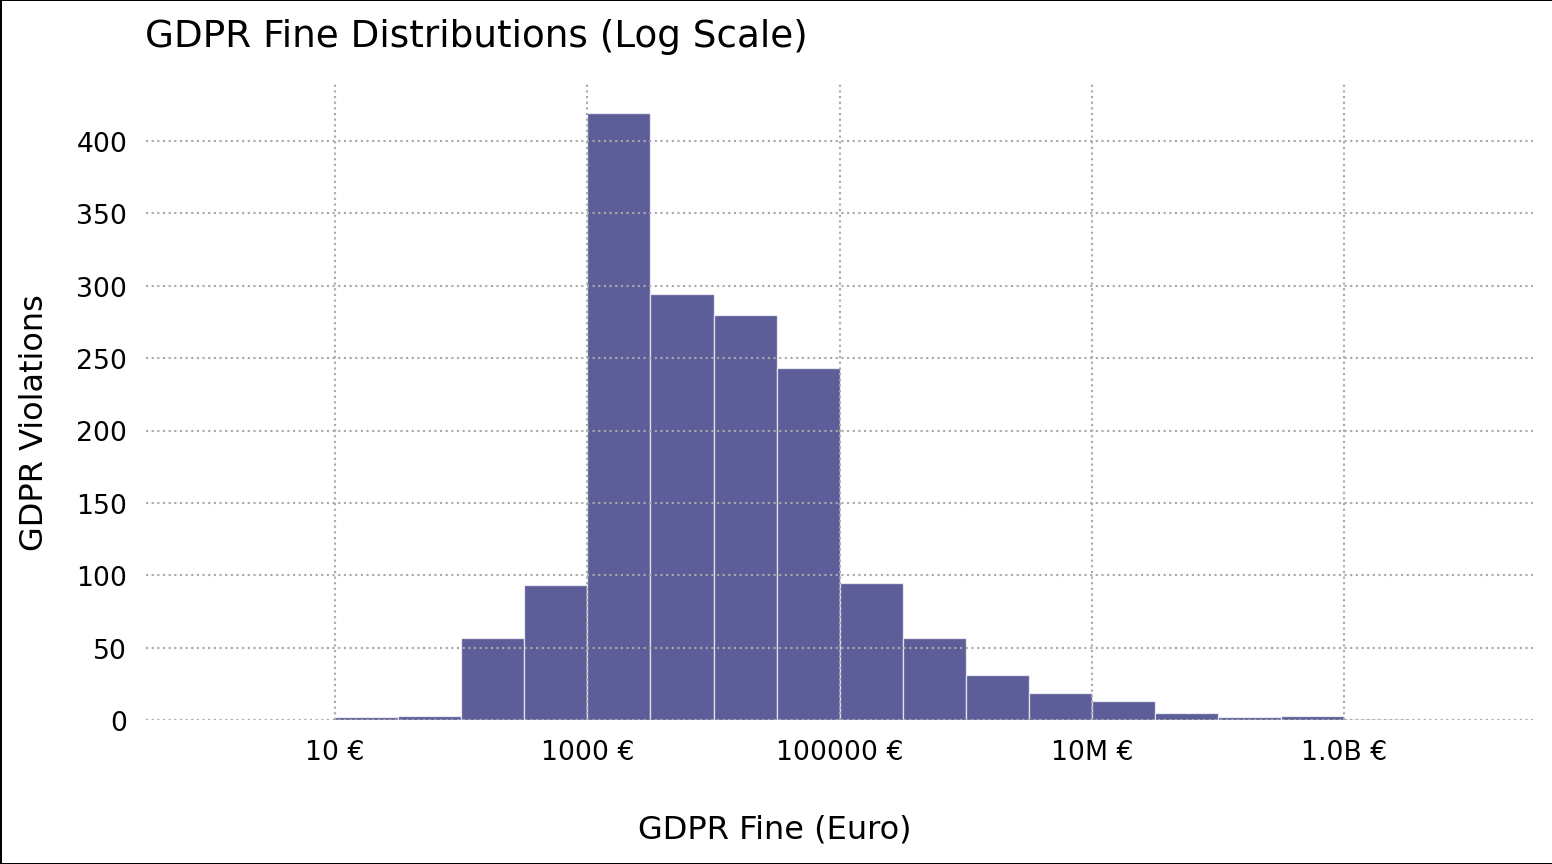 GDPR Fine Distributions (Log Scale)
400
350
300
250
200
150
100
50
0
GDPR Violations
10 €
1000 €
100000 €
10M €
1.0B €
GDPR Fine (Euro)